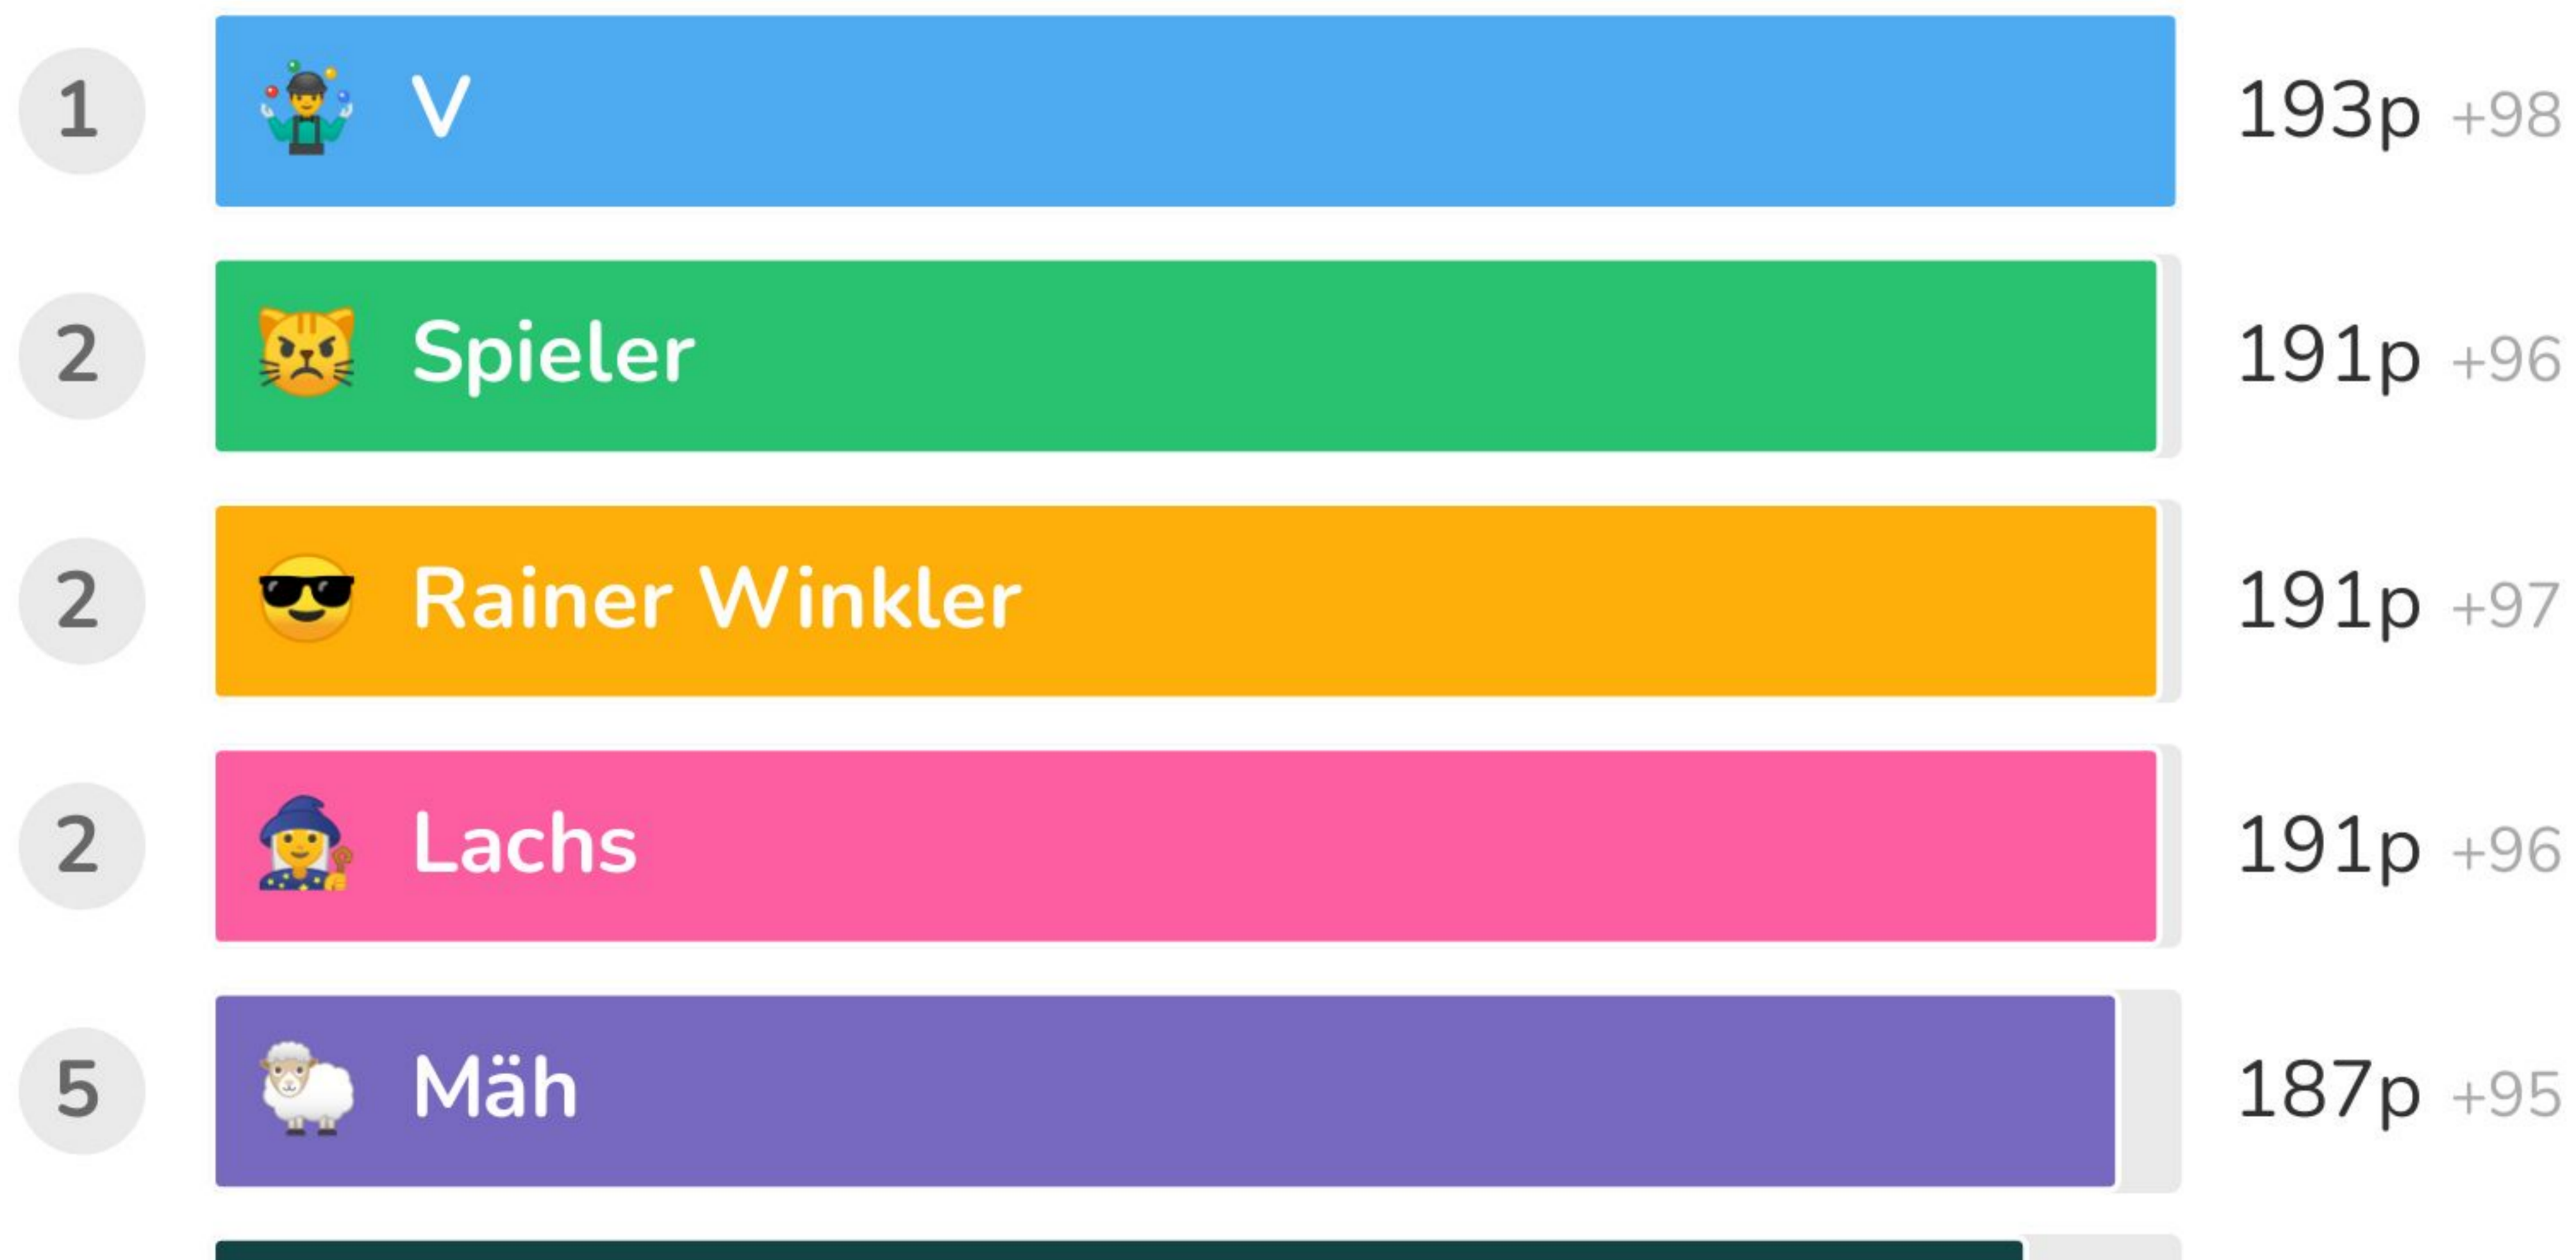 1 V 193p +98
2 Spieler 191p +96
2 Rainer Winkler 191p +97
2 Lachs 191p +96
5 Mäh 187p +95